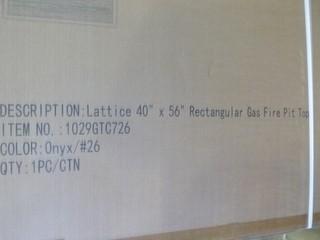 DESCRIPTION:Lattice 40" x 56" Rectangular Gas Fire Pit Top
ITEM NO.:1029GTC726
COLOR:Onyx/#26
QTY:1PC/CTN